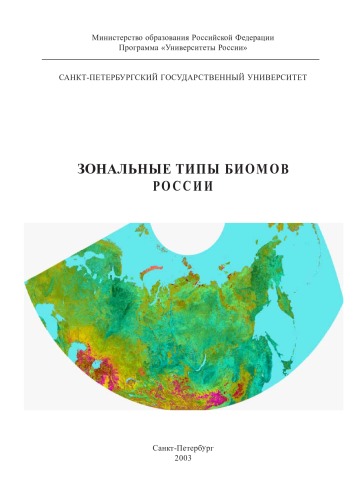 Министерство образования Российской Федерации
Программа «Университеты России»
САНКТ-ПЕТЕРБУРГСКИЙ ГОСУДАРСТВЕННЫЙ УНИВЕРСИТЕТ
ЗОНАЛЬНЫЕ ТИПЫ БИОМОВ
РОССИИ
Санкт-Петербург
2003